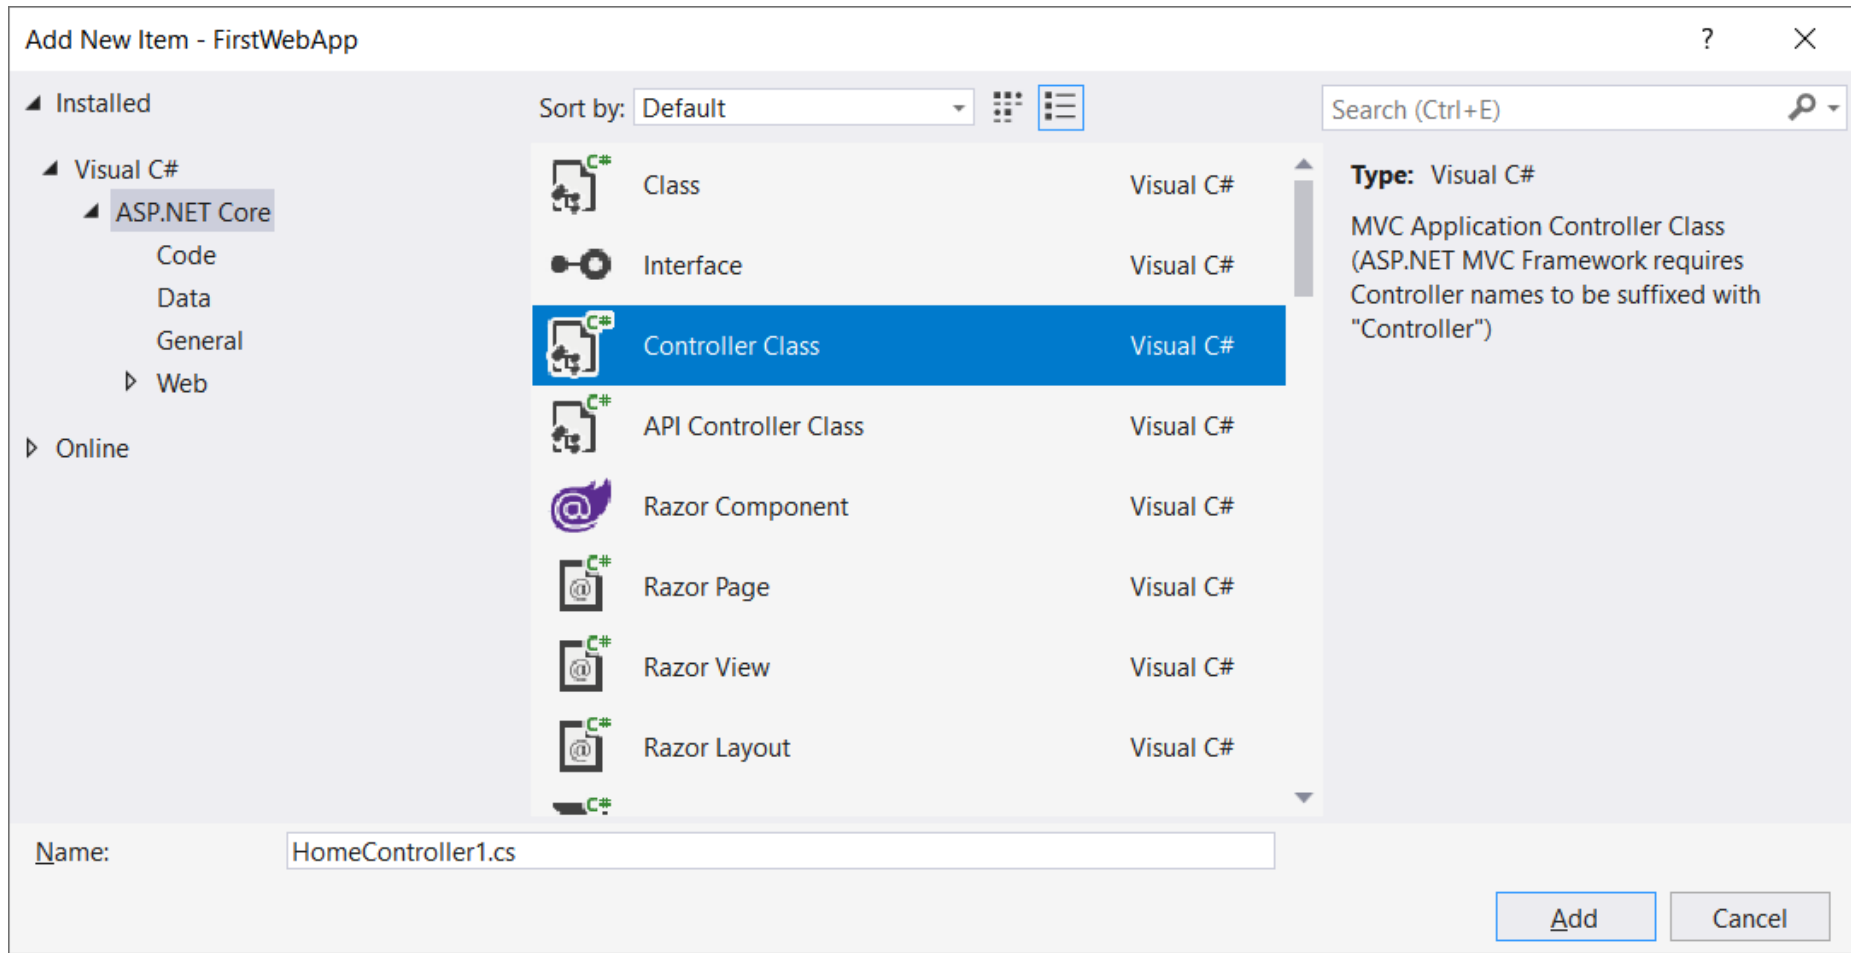 Add New Item - FirstWebApp
?
Installed
Visual C#
ASP.NET Core
Code
Data
General
Web
Online
Sort by: Default
Class Visual C#
Interface Visual C#
Controller Class Visual C#
API Controller Class Visual C#
Razor Component Visual C#
Razor Page Visual C#
Razor View Visual C#
Razor Layout Visual C#
Search (Ctrl+E)
Type: Visual C#
MVC Application Controller Class
(ASP.NET MVC Framework requires
Controller names to be suffixed with
"Controller")
Name: HomeController1.cs
Add Cancel